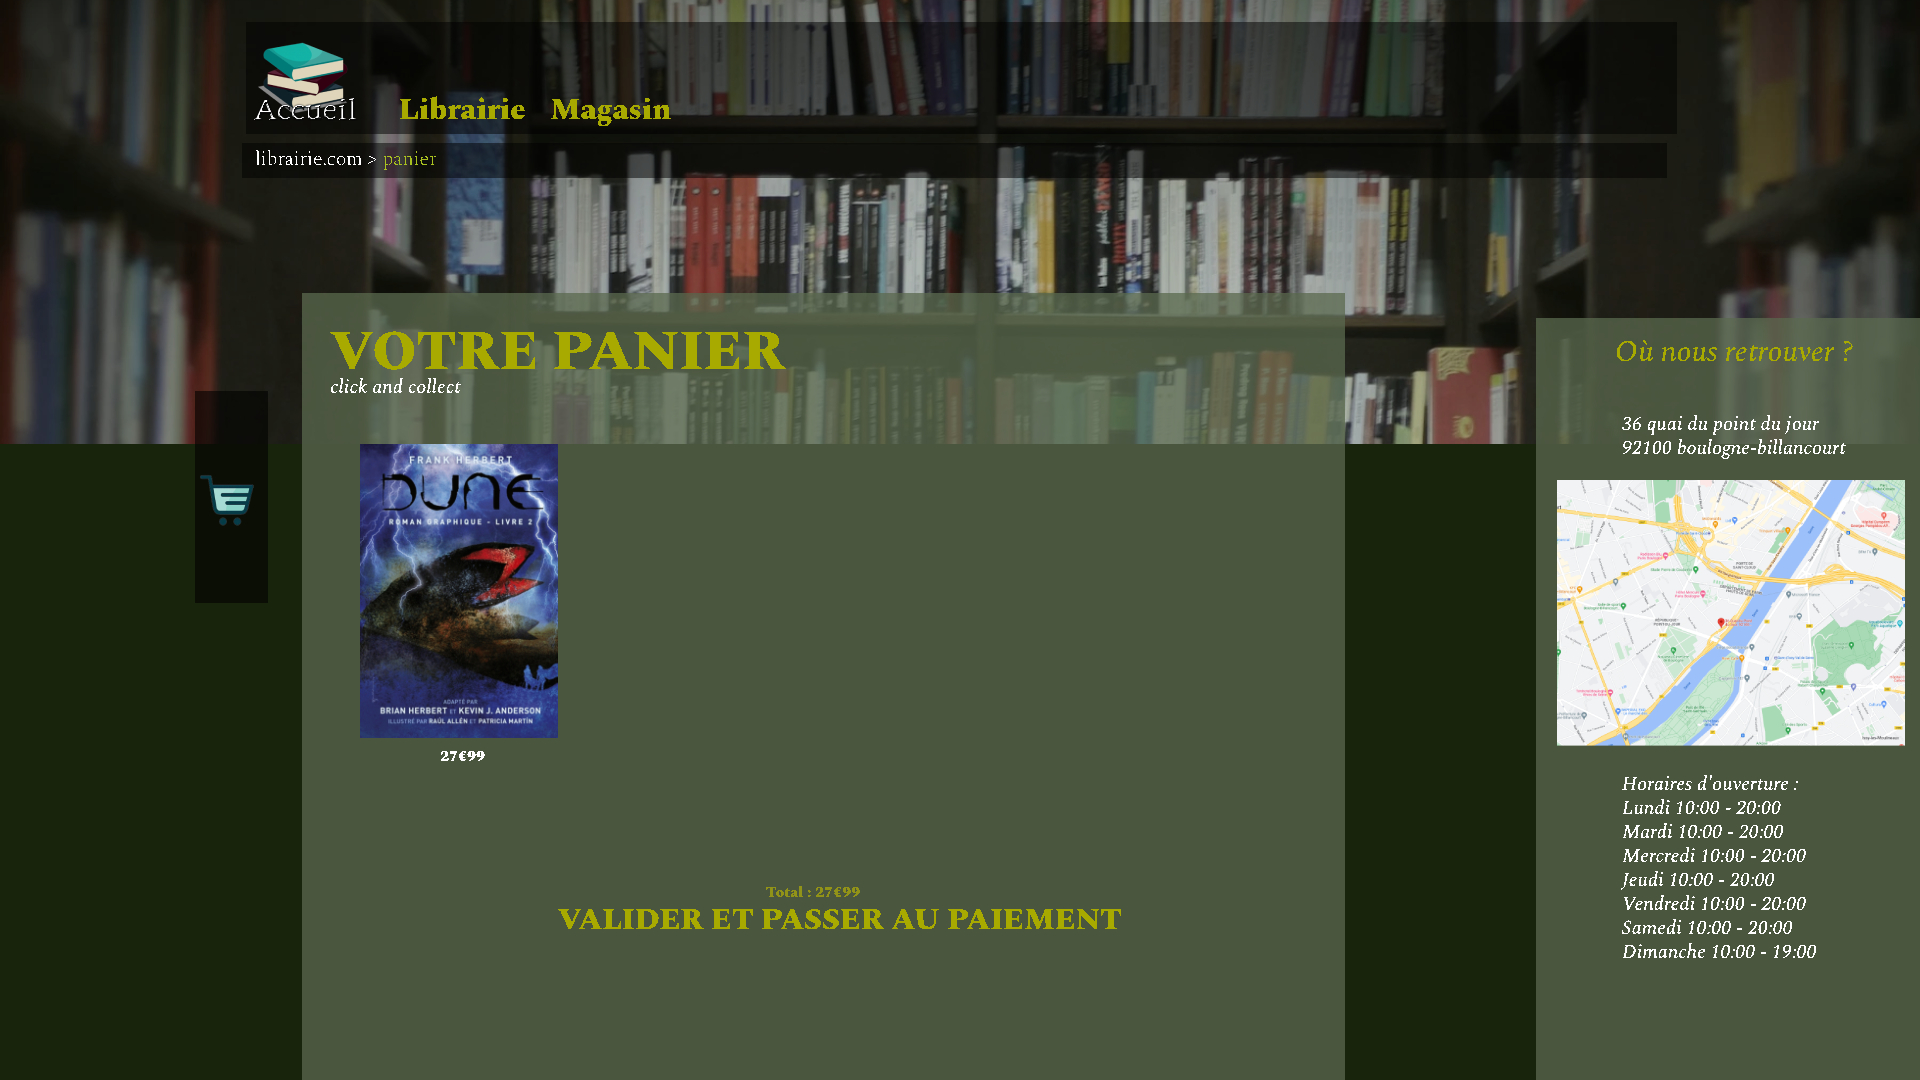 Accueil
Librairie
Magasin
librairie.com > panier
VOTRE PANIER
click and collect
FRANK HERBERT
DUNE
ROMAN GRAPHIQUE - LIVRE 2
ADAPTÉ PAR
BRIAN HERBERT ET KEVIN J. ANDERSON
ILLUSTRÉ PAR RAÚL ALLÉN ET PATRICIA MARTÍN
27€99
Total : 27€99
VALIDER ET PASSER AU PAIEMENT
Où nous retrouver ?
36 quai du point du jour
92100 boulogne-billancourt
Horaires d'ouverture :
Lundi 10:00 - 20:00
Mardi 10:00 - 20:00
Mercredi 10:00 - 20:00
Jeudi 10:00 - 20:00
Vendredi 10:00 - 20:00
Samedi 10:00 - 20:00
Dimanche 10:00 - 19:00